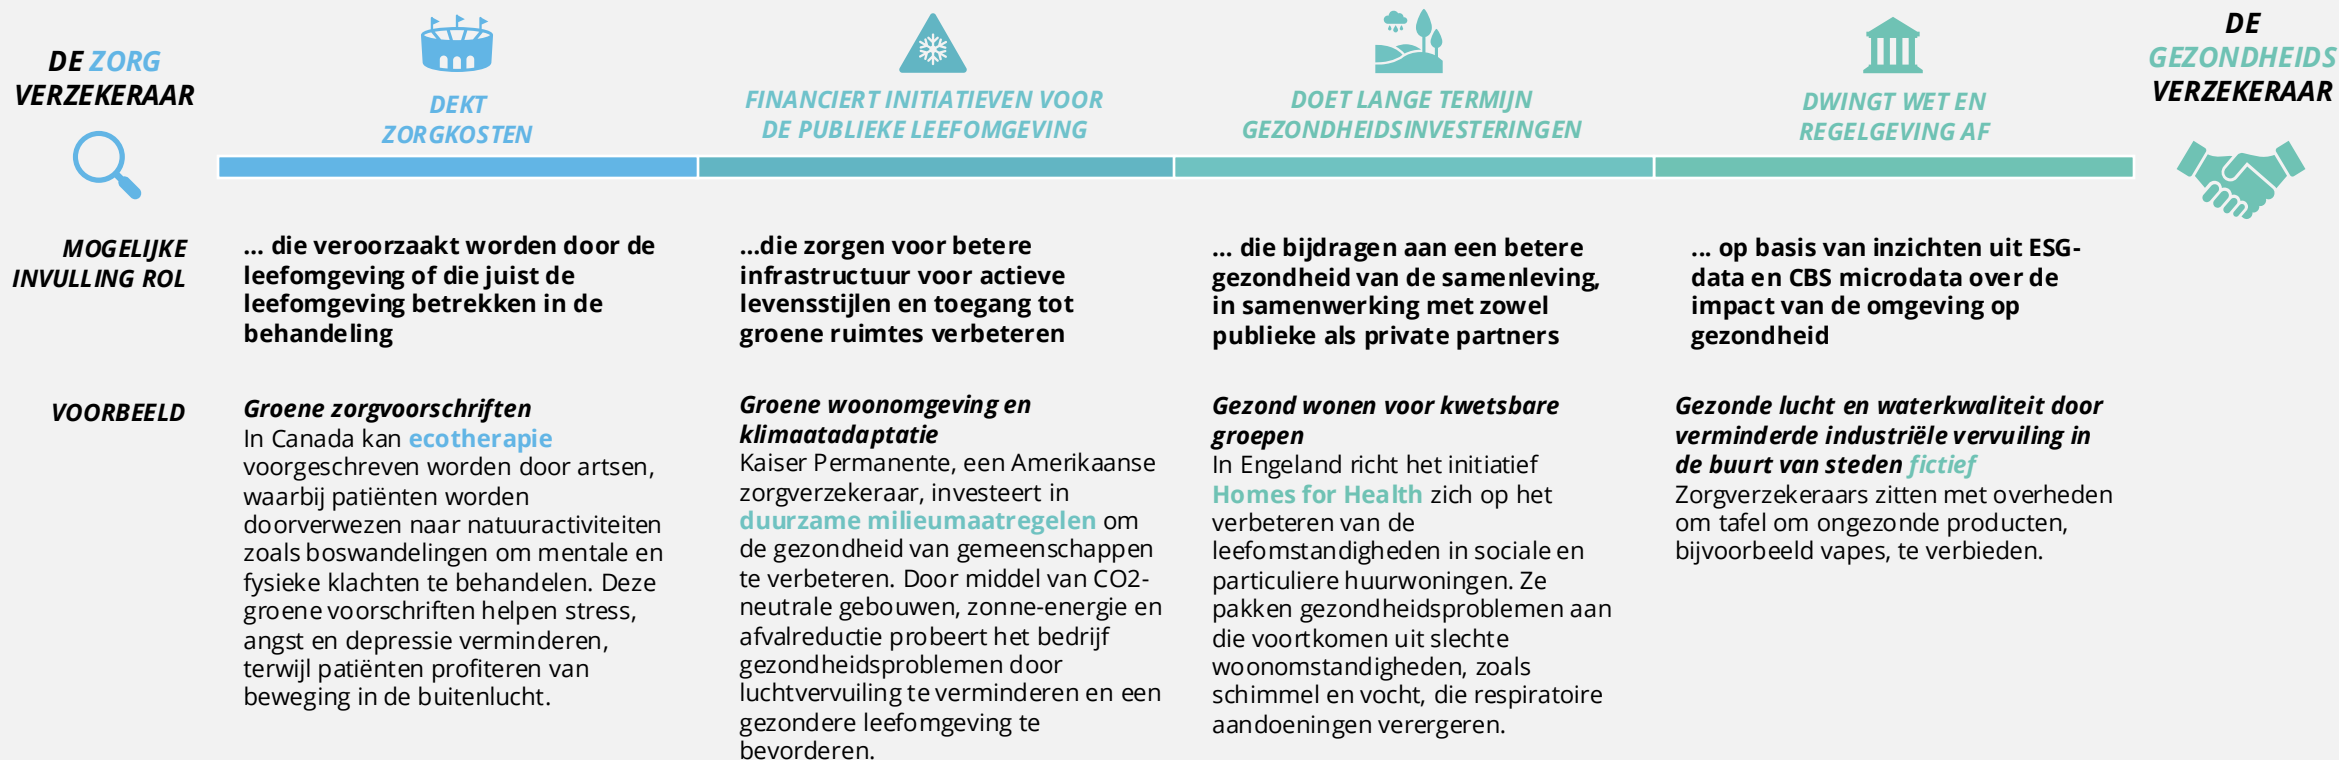 DE ZORG
VERZEKERAAR
DEKT
ZORGKOSTEN
FINANCIERT INITIATIEVEN VOOR
DE PUBLIEKE LEEFOMGEVING
DOET LANGE TERMIJN
GEZONDHEIDSINVESTERINGEN
DWINGT WET EN
REGELGEVING AF
DE
GEZONDHEIDS
VERZEKERAAR
MOGELIJKE
INVULLING ROL
... die veroorzaakt worden door de
leefomgeving of die juist de
leefomgeving betrekken in de
behandeling
...die zorgen voor betere
infrastructuur voor actieve
levensstijlen en toegang tot
groene ruimtes verbeteren
... die bijdragen aan een betere
gezondheid van de samenleving,
in samenwerking met zowel
publieke als private partners
... op basis van inzichten uit ESG-
data en CBS microdata over de
impact van de omgeving op
gezondheid
VOORBEELD
Groene zorgvoorschriften
In Canada kan ecotherapie
voorgeschreven worden door artsen,
waarbij patiënten worden
doorverwezen naar natuuractiviteiten
zoals boswandelingen om mentale en
fysieke klachten te behandelen. Deze
groene voorschriften helpen stress,
angst en depressie verminderen,
terwijl patiënten profiteren van
beweging in de buitenlucht.
Groene woonomgeving en
klimaatadaptatie
Kaiser Permanente, een Amerikaanse
zorgverzekeraar, investeert in
duurzame milieumaatregelen om
de gezondheid van gemeenschappen
te verbeteren. Door middel van CO2-
neutrale gebouwen, zonne-energie en
afvalreductie probeert het bedrijf
gezondheidsproblemen door
luchtvervuiling te verminderen en een
gezondere leefomgeving te
bevorderen.
Gezond wonen voor kwetsbare
groepen
In Engeland richt het initiatief
Homes for Health zich op het
verbeteren van de
leefomstandigheden in sociale en
particuliere huurwoningen. Ze
pakken gezondheidsproblemen aan
die voortkomen uit slechte
woonomstandigheden, zoals
schimmel en vocht, die respiratoire
aandoeningen verergeren.
Gezonde lucht en waterkwaliteit door
verminderde industriële vervuiling in
de buurt van steden fictief
Zorgverzekeraars zitten met overheden
om tafel om ongezonde producten,
bijvoorbeeld vapes, te verbieden.